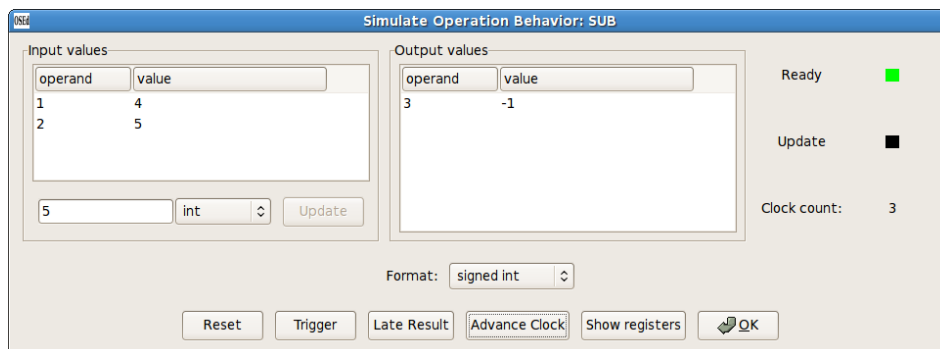 OSEd Simulate Operation Behavior: SUB
Input values
operand value
1 4
2 5
5 int Update
Output values
operand value
3 -1
Ready
Update
Clock count: 3
Format: signed int
Reset Trigger Late Result Advance Clock Show registers OK